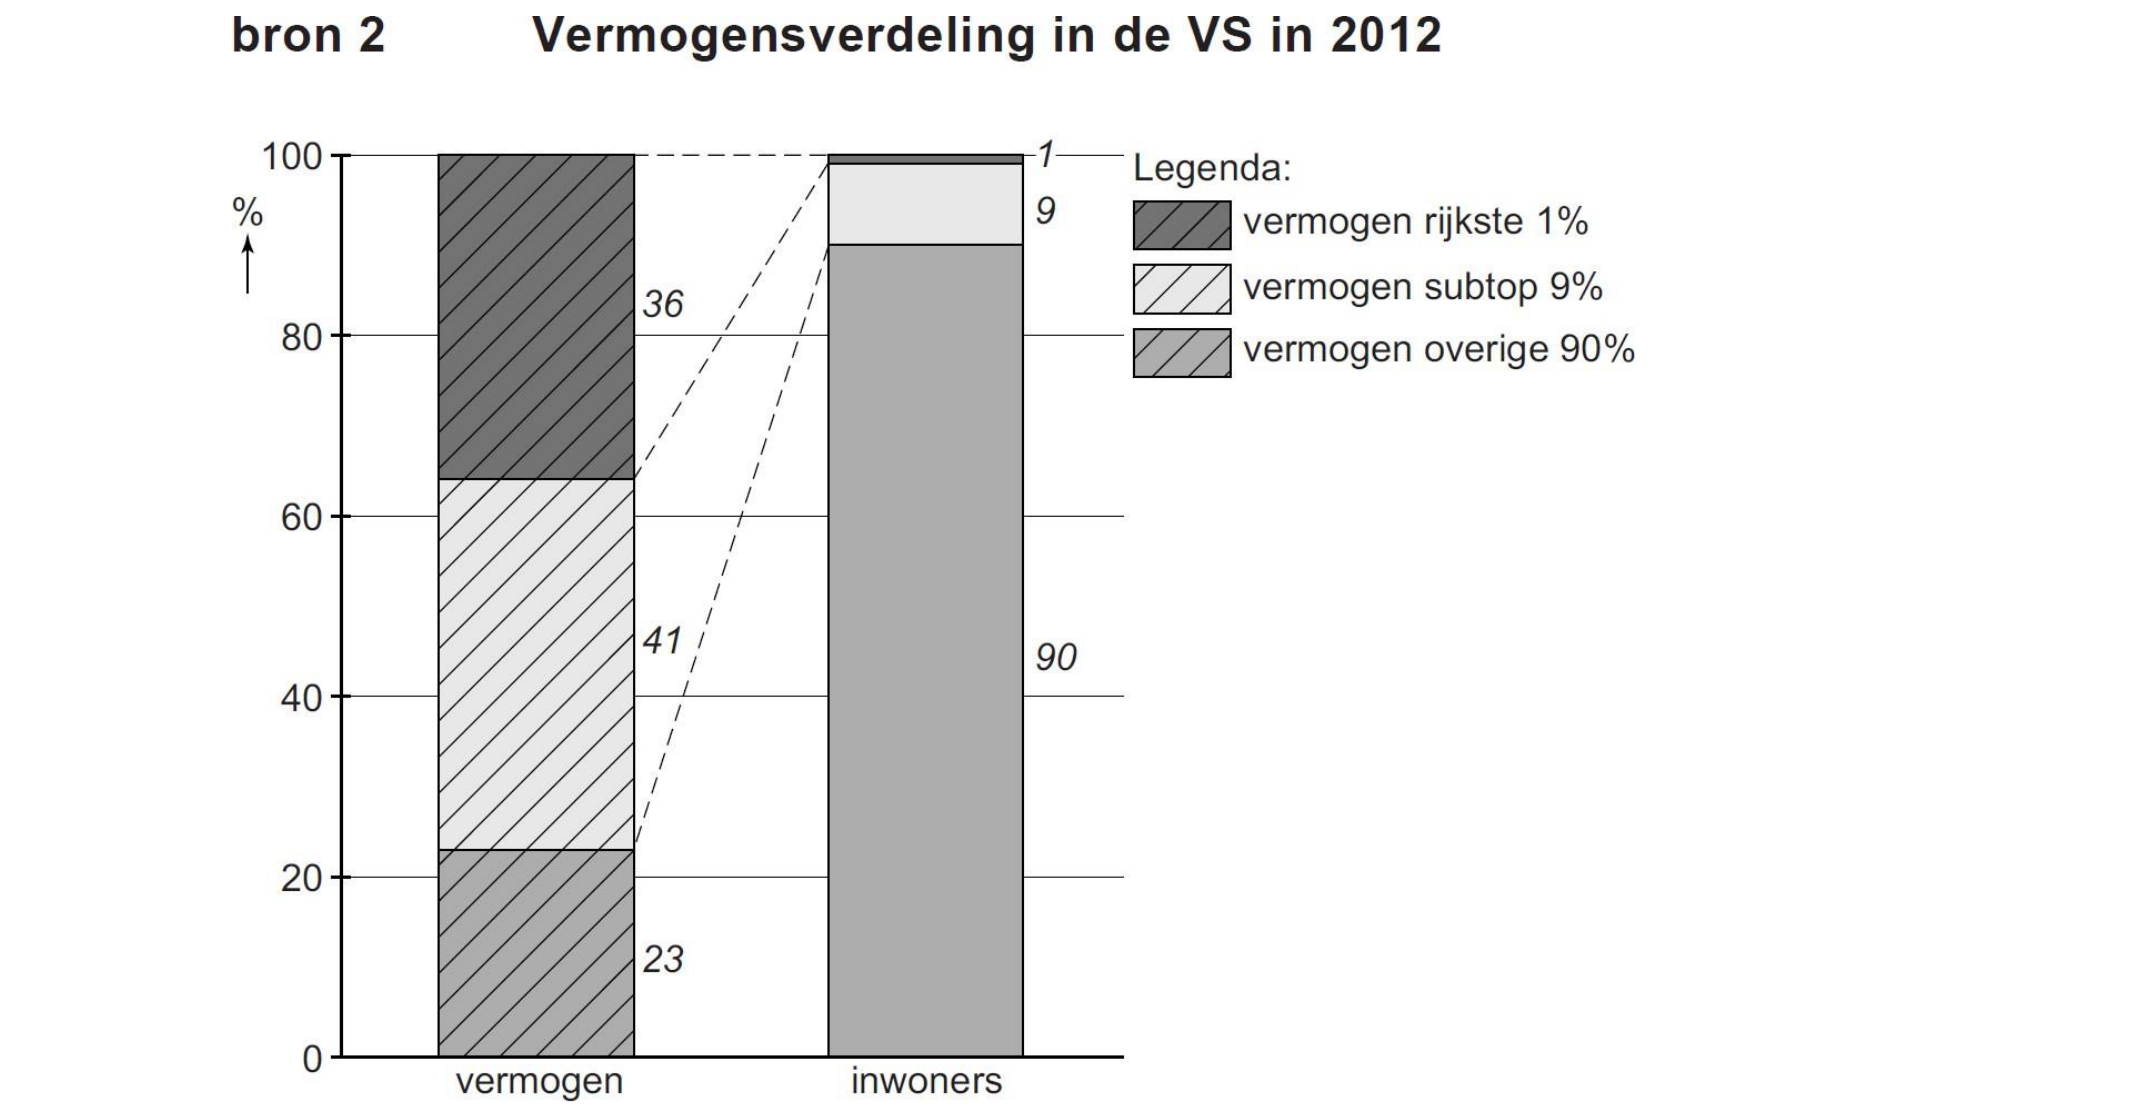 bron 2 Vermogensverdeling in de VS in 2012
100
%
80
60
40
20
0
36
41
23
1
9
90
vermogen
inwoners
Legenda:
vermogen rijkste 1%
vermogen subtop 9%
vermogen overige 90%